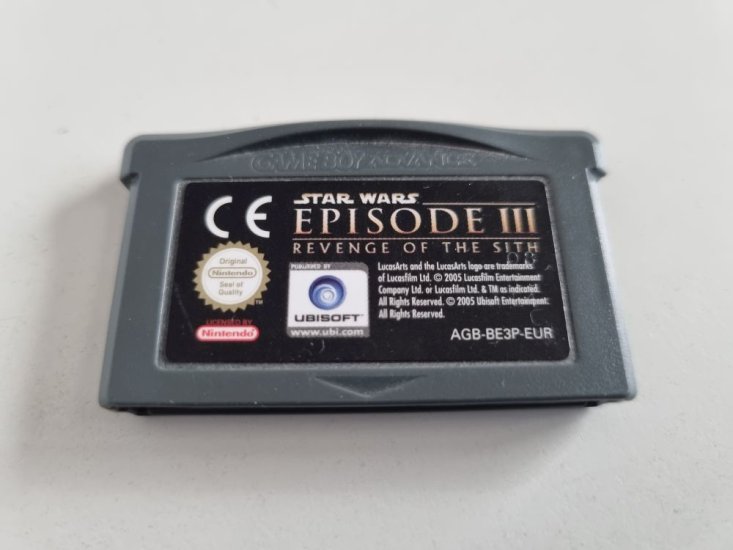 GAME BOY ADVANCE
CE
STAR WARS
EPISODE III
REVENGE OF THE SITH
Original
Nintendo
Seal of
Quality
TM
LICENSED BY
Nintendo
PUBLISHED BY
UBISOFT
www.ubi.com
LucasArts and the LucasArts logo are trademarks
of Lucasfilm Ltd. © 2005 Lucasfilm Entertainment
Company Ltd. or Lucasfilm Ltd. & TM as indicated.
All Rights Reserved. © 2005 Ubisoft Entertainment.
All Rights Reserved.
AGB-BE3P-EUR